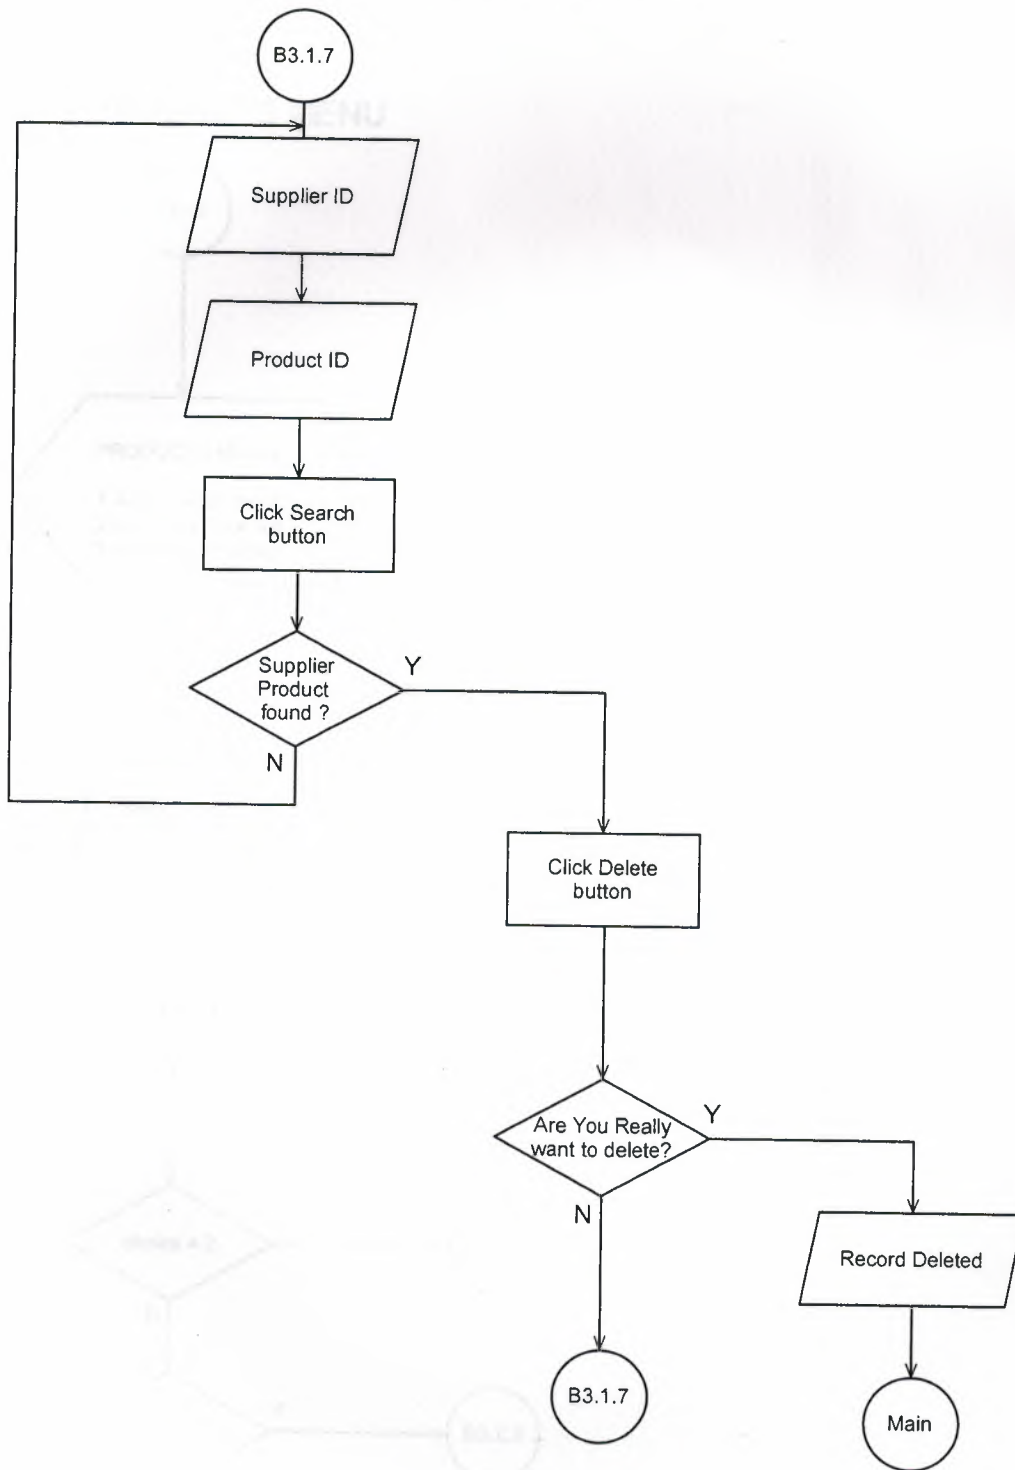 B3.1.7
MENU
Supplier ID
Product ID
Click Search
button
Supplier
Product
found ?
Y
N
Click Delete
button
Are You Really
want to delete?
Y
N
Record Deleted
B3.1.7
Main